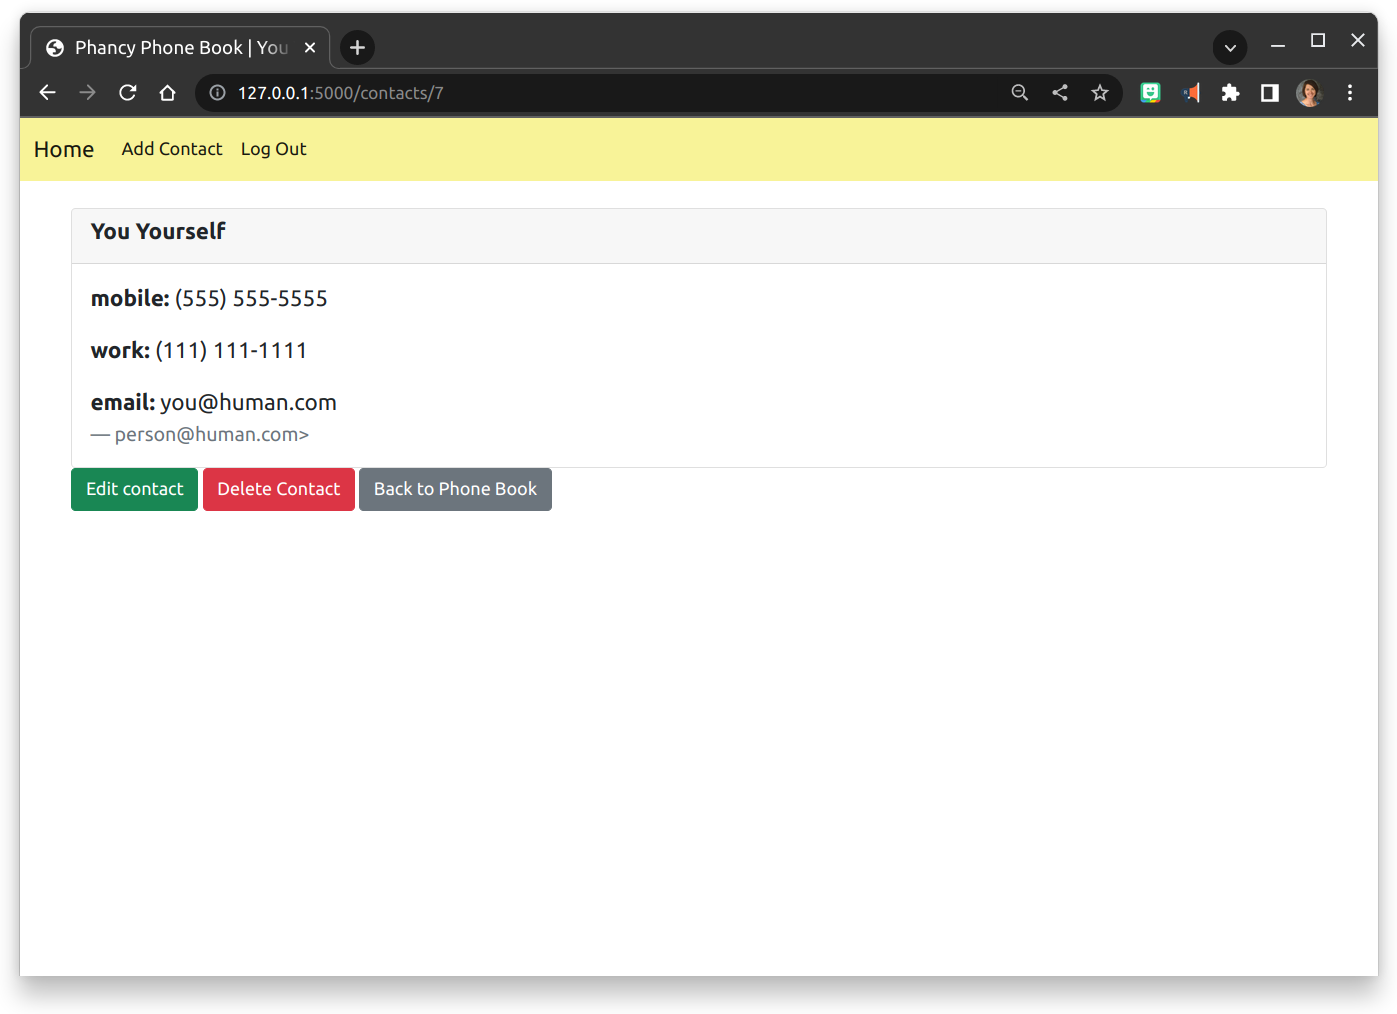 Phancy Phone Book | You
127.0.0.1:5000/contacts/7
Home Add Contact Log Out
You Yourself
mobile: (555) 555-5555
work: (111) 111-1111
email: you@human.com
— person@human.com>
Edit contact Delete Contact Back to Phone Book